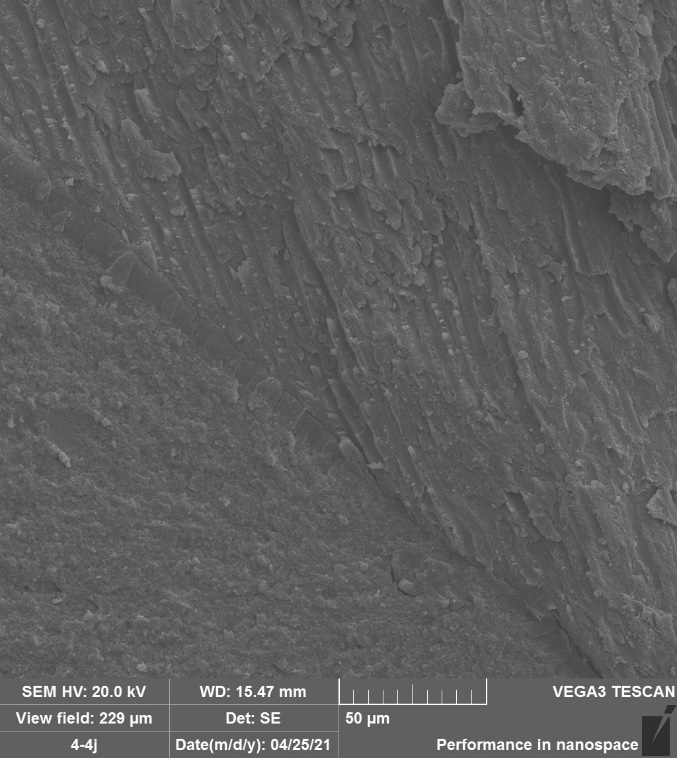 SEM HV: 20.0 kV WD: 15.47 mm VEGA3 TESCAN
View field: 229 µm Det: SE 50 µm
4-4j Date(m/d/y): 04/25/21 Performance in nanospace